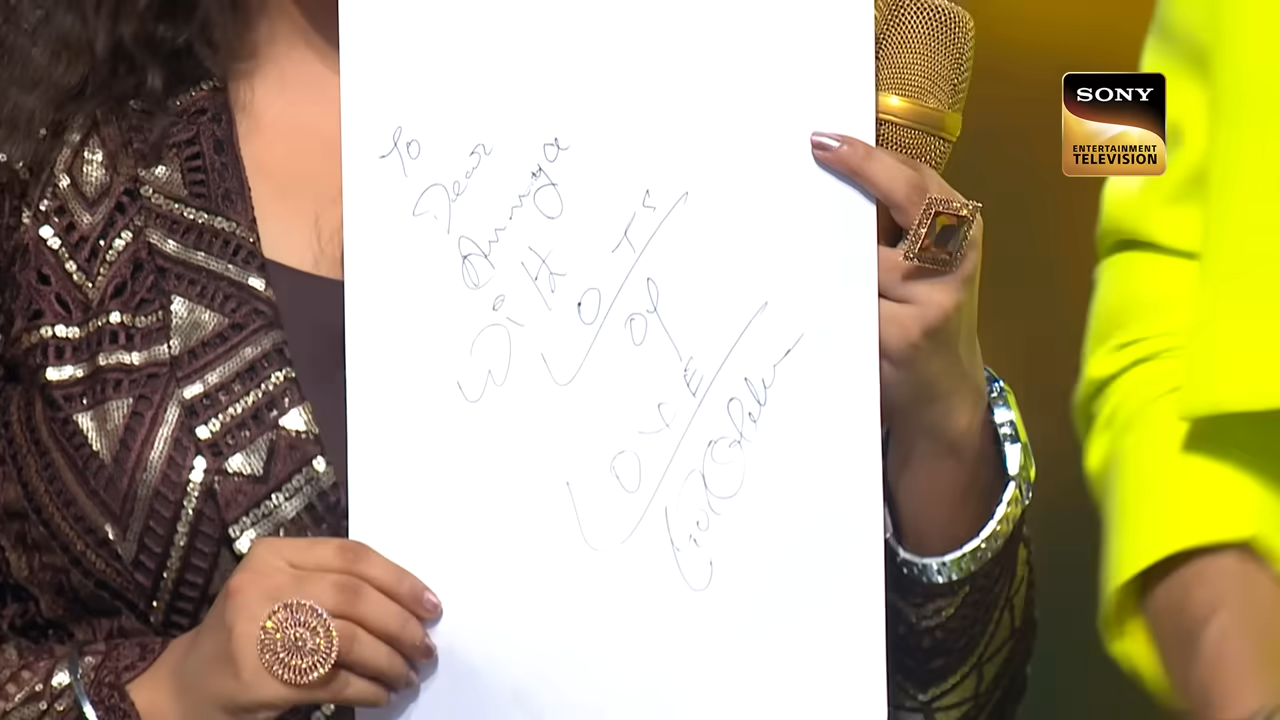 To
Dear
Ananya
WiTH
LOTS
Of
LOVE
SONY
ENTERTAINMENT
TELEVISION